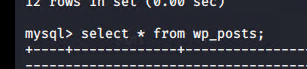 12 rows in set (0.00 sec)
mysql> select * from wp_posts;
+----+-------------+----------------
------------------------------------